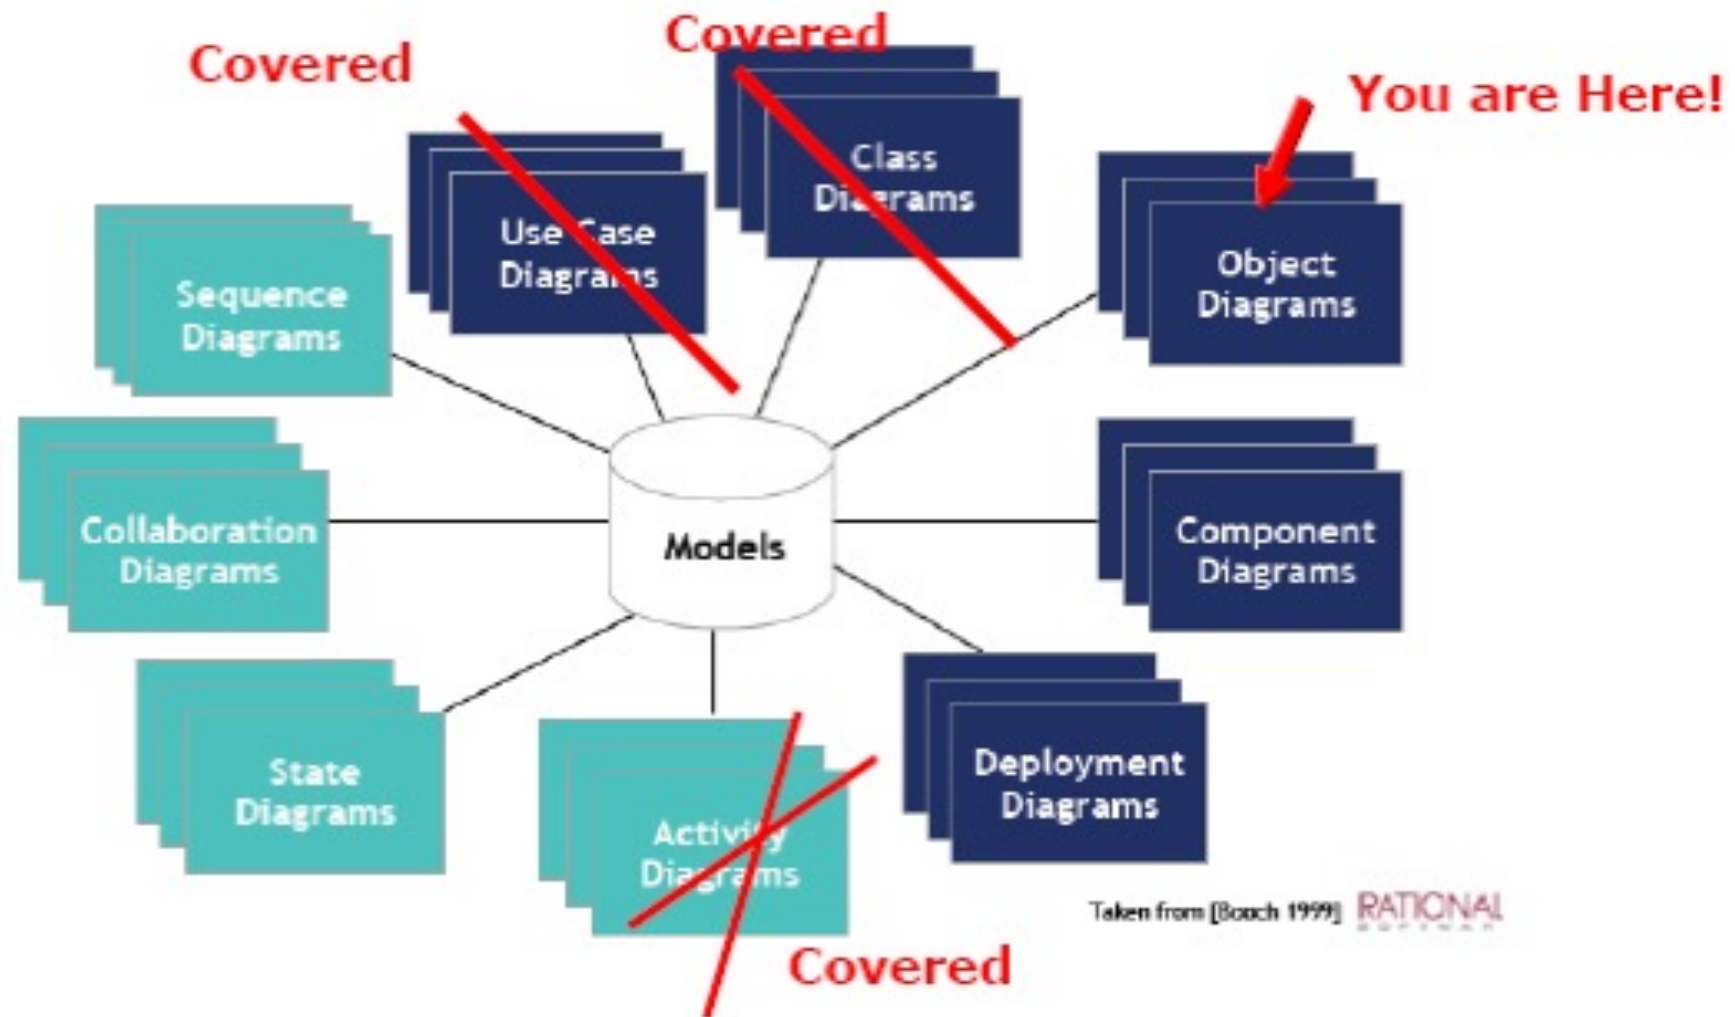 Covered
Covered
You are Here!
Class
Diagrams
Use Case
Diagrams
Object
Diagrams
Sequence
Diagrams
Collaboration
Diagrams
Models
Component
Diagrams
State
Diagrams
Activity
Diagrams
Deployment
Diagrams
Taken from [Booch 1999]
RATIONAL
Covered